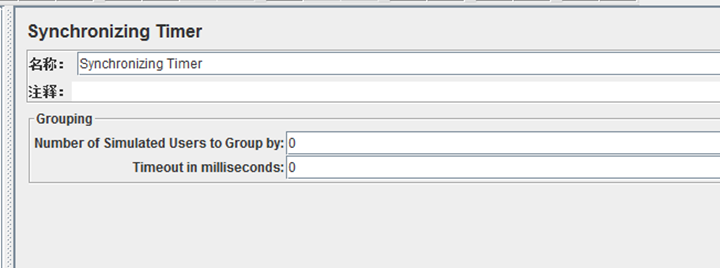 Synchronizing Timer
名称： Synchronizing Timer
注释：
Grouping
Number of Simulated Users to Group by: 0
Timeout in milliseconds: 0